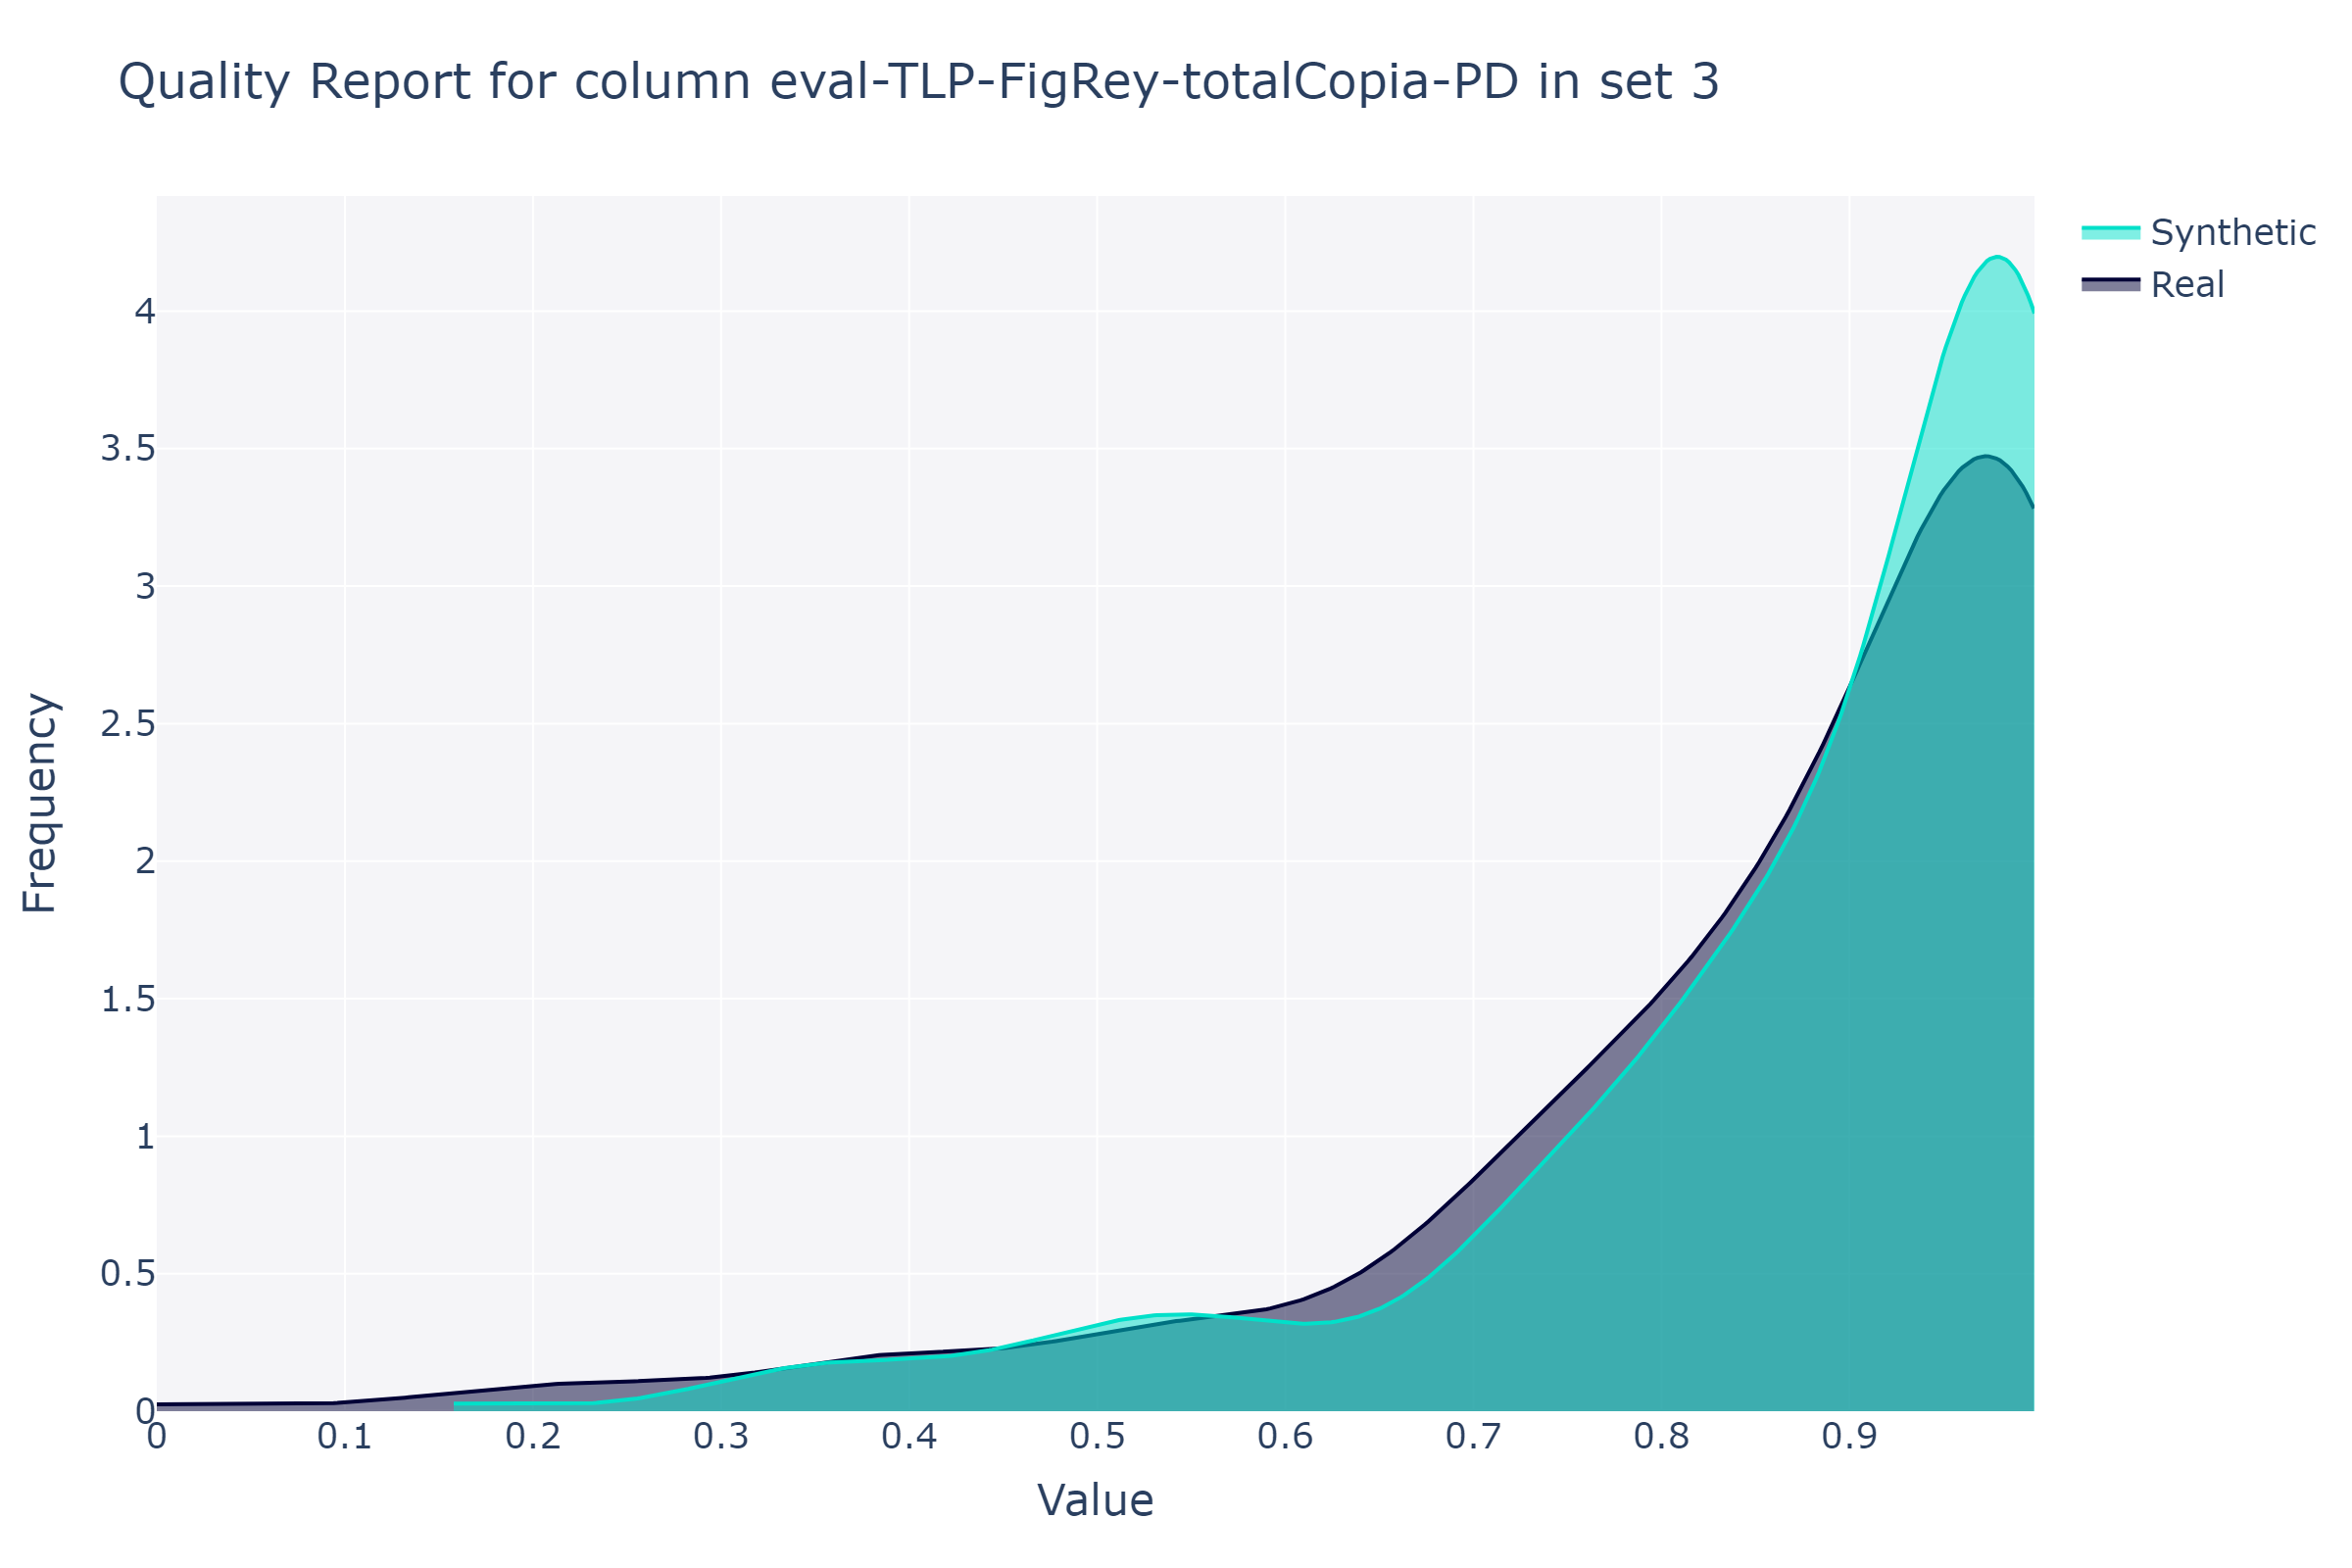 Quality Report for column eval-TLP-FigRey-totalCopia-PD in set 3
Synthetic
Real
4
3.5
3
2.5
2
1.5
1
0.5
0
Frequency
0 0.1 0.2 0.3 0.4 0.5 0.6 0.7 0.8 0.9
Value